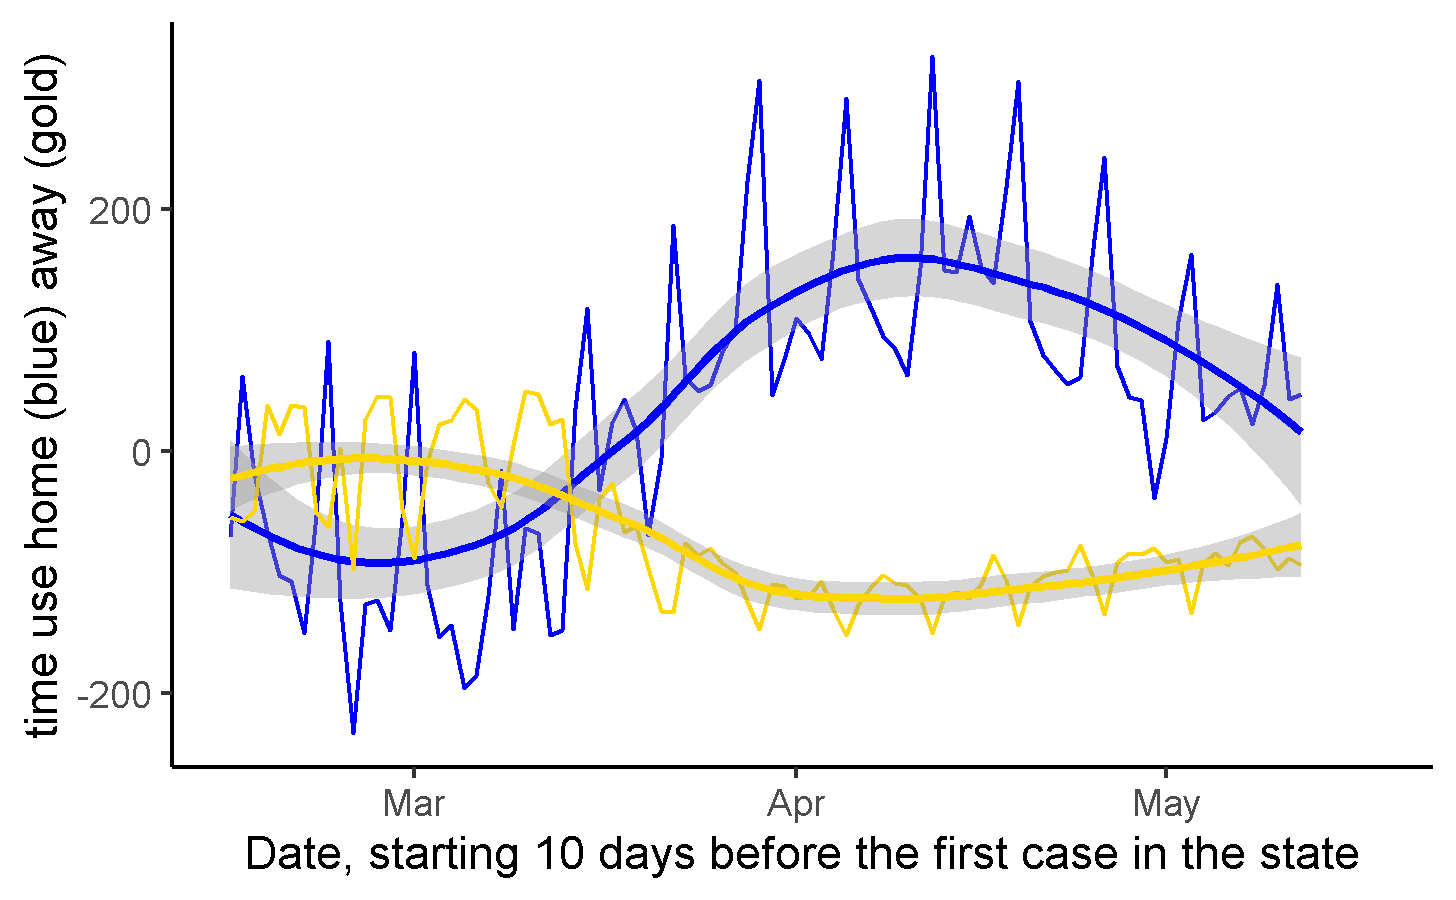 time use home (blue) away (gold)
200
0
-200
Mar
Apr
May
Date, starting 10 days before the first case in the state